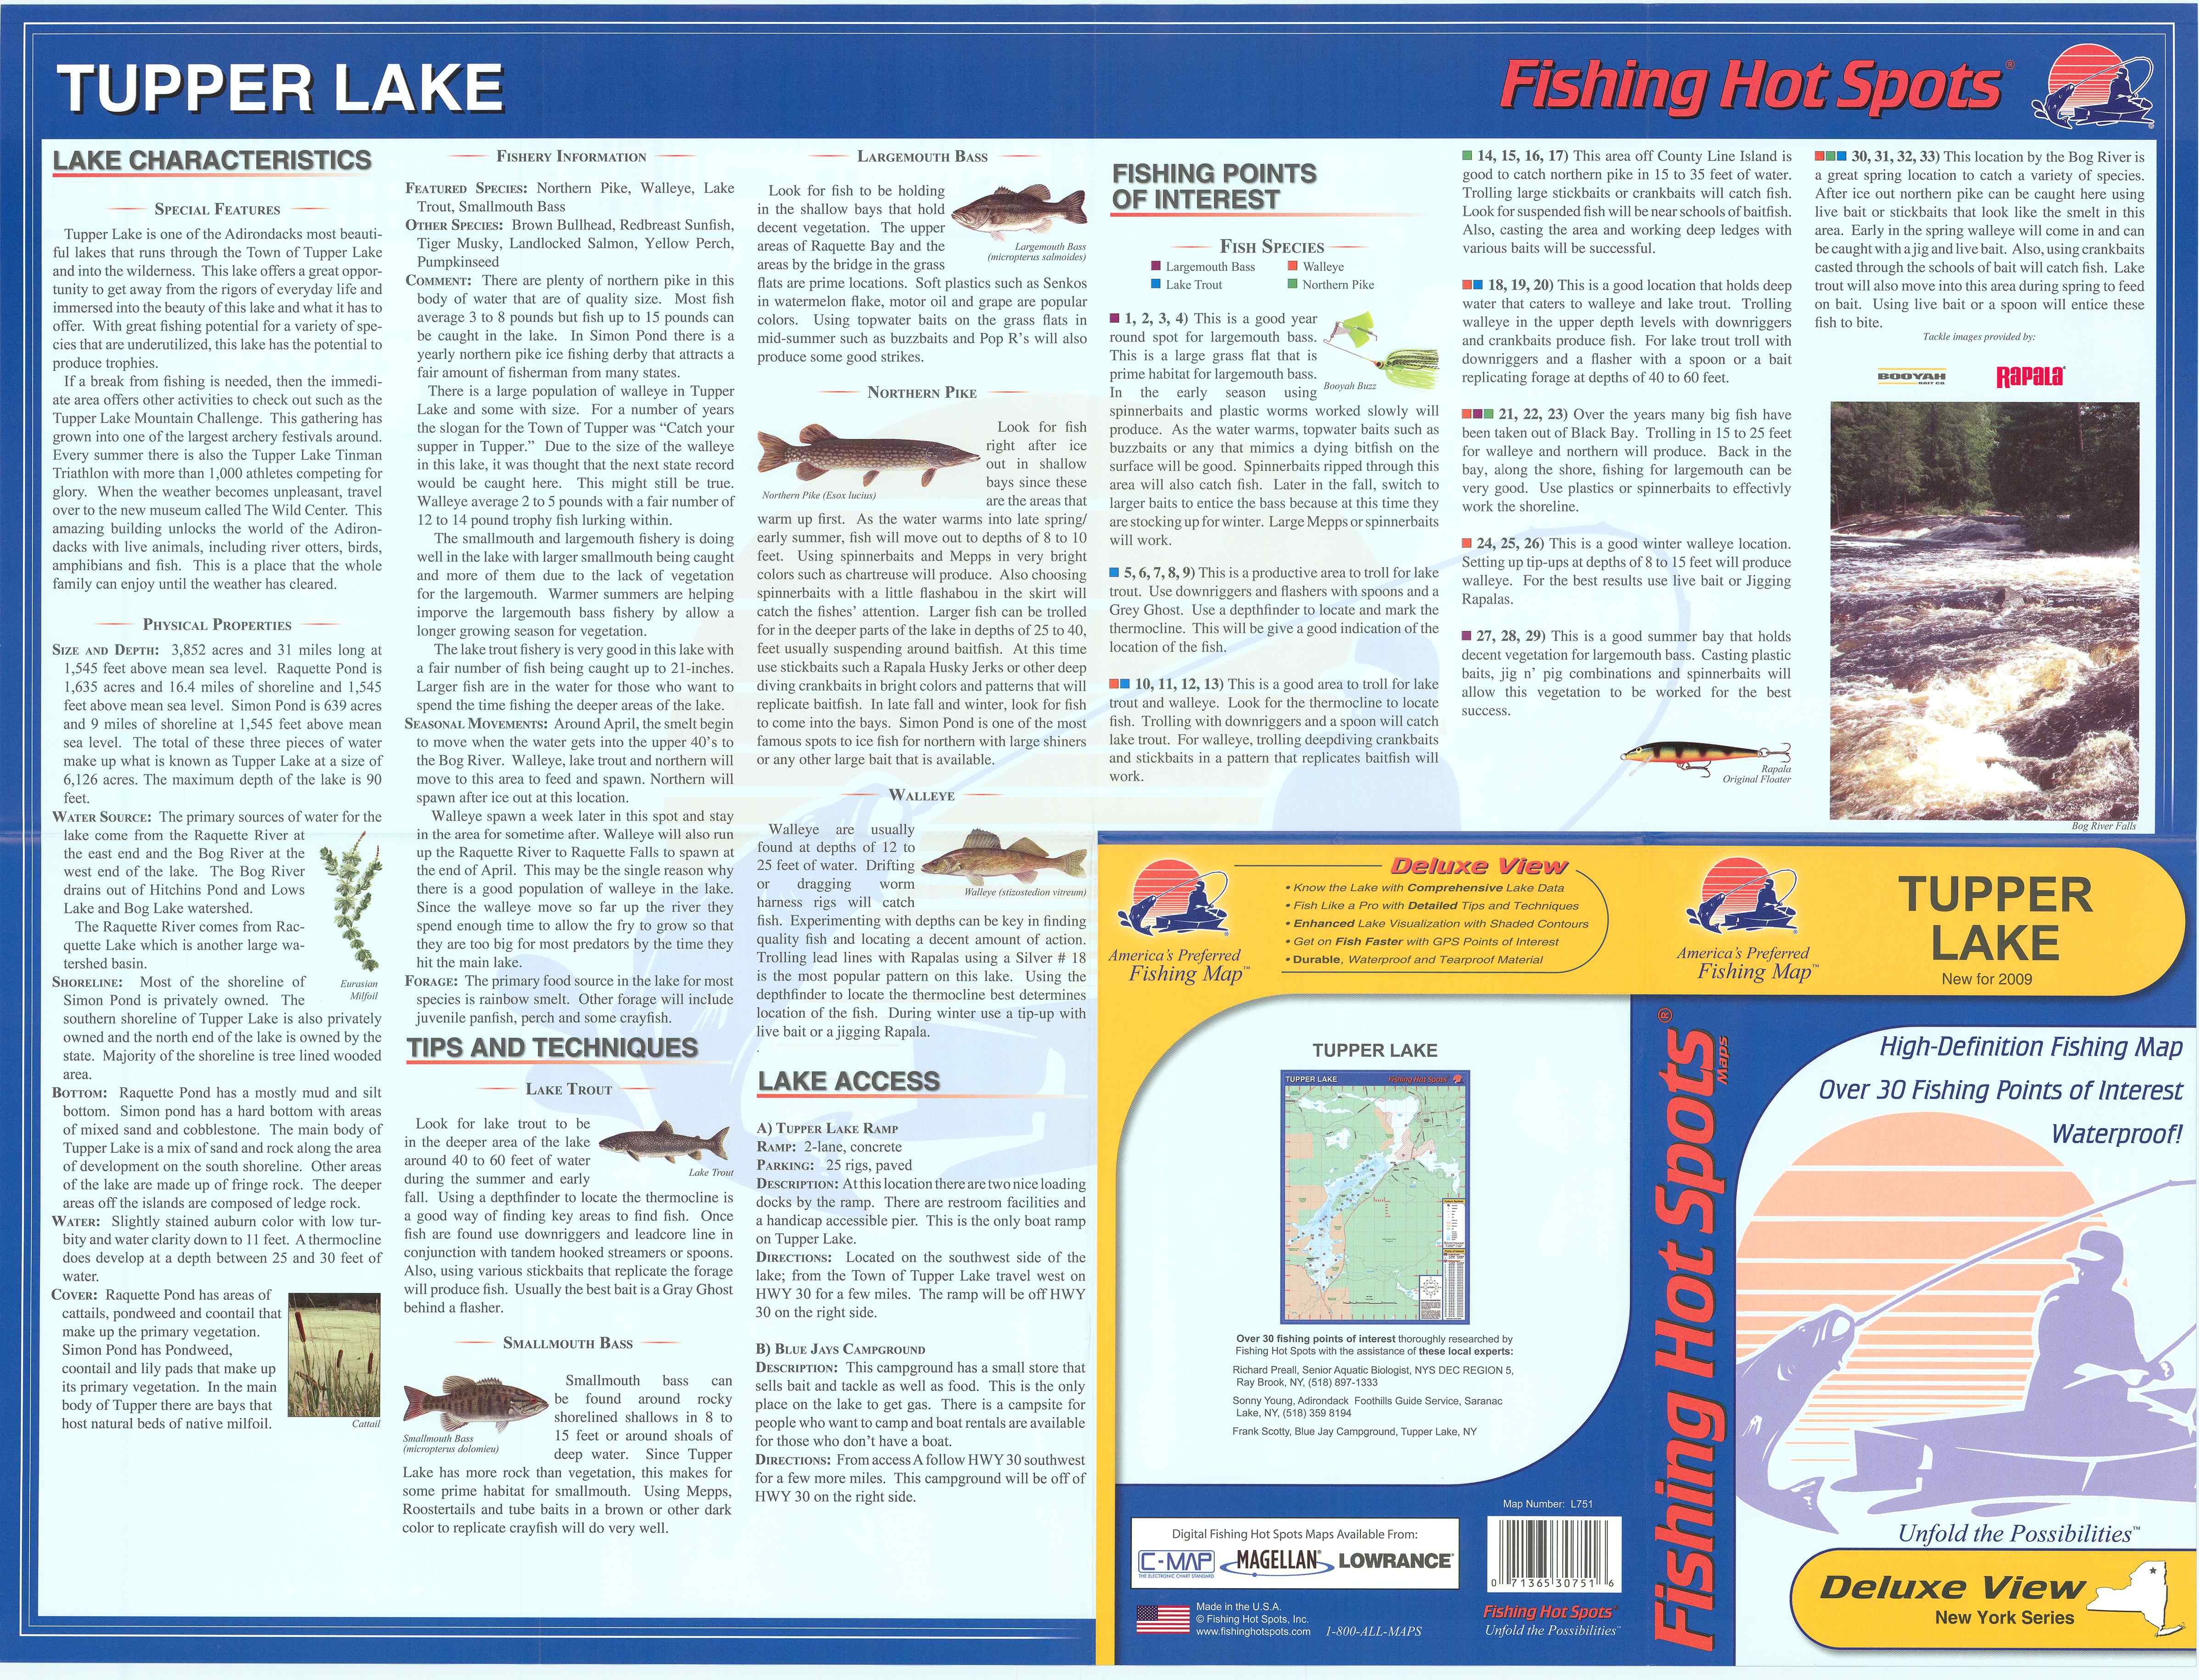 TUPPER LAKE
Fishing Hot Spots®
LAKE CHARACTERISTICS
SPECIAL FEATURES
Tupper Lake is one of the Adirondacks most beauti-
ful lakes that runs through the Town of Tupper Lake
and into the wilderness. This lake offers a great oppor-
tunity to get away from the rigors of everyday life and
immersed into the beauty of this lake and what it has to
offer. With great fishing potential for a variety of spe-
cies that are underutilized, this lake has the potential to
produce trophies.
If a break from fishing is needed, then the immedi-
ate area offers other activities to check out such as the
Tupper Lake Mountain Challenge. This gathering has
grown into one of the largest archery festivals around.
Every summer there is also the Tupper Lake Tinman
Triathlon with more than 1,000 athletes competing for
glory. When the weather becomes unpleasant, travel
over to the new museum called The Wild Center. This
amazing building unlocks the world of the Adiron-
dacks with live animals, including river otters, birds,
amphibians and fish. This is a place that the whole
family can enjoy until the weather has cleared.
PHYSICAL PROPERTIES
SIZE AND DEPTH: 3,852 acres and 31 miles long at
1,545 feet above mean sea level. Raquette Pond is
1,635 acres and 16.4 miles of shoreline and 1,545
feet above mean sea level. Simon Pond is 639 acres
and 9 miles of shoreline at 1,545 feet above mean
sea level. The total of these three pieces of water
make up what is known as Tupper Lake at a size of
6,126 acres. The maximum depth of the lake is 90
feet.
WATER SOURCE: The primary sources of water for the
lake come from the Raquette River at
the east end and the Bog River at the
west end of the lake. The Bog River
drains out of Hitchins Pond and Lows
Lake and Bog Lake watershed.
The Raquette River comes from Rac-
quette Lake which is another large wa-
tershed basin.
Eurasian
Milfoil
SHORELINE: Most of the shoreline of
Simon Pond is privately owned. The
southern shoreline of Tupper Lake is also privately
owned and the north end of the lake is owned by the
state. Majority of the shoreline is tree lined wooded
area.
BOTTOM: Raquette Pond has a mostly mud and silt
bottom. Simon pond has a hard bottom with areas
of mixed sand and cobblestone. The main body of
Tupper Lake is a mix of sand and rock along the area
of development on the south shoreline. Other areas
of the lake are made up of fringe rock. The deeper
areas off the islands are composed of ledge rock.
WATER: Slightly stained auburn color with low tur-
bity and water clarity down to 11 feet. A thermocline
does develop at a depth between 25 and 30 feet of
water.
COVER: Raquette Pond has areas of
cattails, pondweed and coontail that
make up the primary vegetation.
Simon Pond has Pondweed,
coontail and lily pads that make up
its primary vegetation. In the main
body of Tupper there are bays that
host natural beds of native milfoil.
Cattail
FISHERY INFORMATION
FEATURED SPECIES: Northern Pike, Walleye, Lake
Trout, Smallmouth Bass
OTHER SPECIES: Brown Bullhead, Redbreast Sunfish,
Tiger Musky, Landlocked Salmon, Yellow Perch,
Pumpkinseed
COMMENT: There are plenty of northern pike in this
body of water that are of quality size. Most fish
average 3 to 8 pounds but fish up to 15 pounds can
be caught in the lake. In Simon Pond there is a
yearly northern pike ice fishing derby that attracts a
fair amount of fisherman from many states.
There is a large population of walleye in Tupper
Lake and some with size. For a number of years
the slogan for the Town of Tupper was “Catch your
supper in Tupper.” Due to the size of the walleye
in this lake, it was thought that the next state record
would be caught here. This might still be true.
Walleye average 2 to 5 pounds with a fair number of
12 to 14 pound trophy fish lurking within.
The smallmouth and largemouth fishery is doing
well in the lake with larger smallmouth being caught
and more of them due to the lack of vegetation
for the largemouth. Warmer summers are helping
imporve the largemouth bass fishery by allow a
longer growing season for vegetation.
The lake trout fishery is very good in this lake with
a fair number of fish being caught up to 21-inches.
Larger fish are in the water for those who want to
spend the time fishing the deeper areas of the lake.
SEASONAL MOVEMENTS: Around April, the smelt begin
to move when the water gets into the upper 40’s to
the Bog River. Walleye, lake trout and northern will
move to this area to feed and spawn. Northern will
spawn after ice out at this location.
Walleye spawn a week later in this spot and stay
in the area for sometime after. Walleye will also run
up the Raquette River to Raquette Falls to spawn at
the end of April. This may be the single reason why
there is a good population of walleye in the lake.
Since the walleye move so far up the river they
spend enough time to allow the fry to grow so that
they are too big for most predators by the time they
hit the main lake.
FORAGE: The primary food source in the lake for most
species is rainbow smelt. Other forage will include
juvenile panfish, perch and some crayfish.
TIPS AND TECHNIQUES
LAKE TROUT
Look for lake trout to be
in the deeper area of the lake
around 40 to 60 feet of water
during the summer and early
Lake Trout
fall. Using a depthfinder to locate the thermocline is
a good way of finding key areas to find fish. Once
fish are found use downriggers and leadcore line in
conjunction with tandem hooked streamers or spoons.
Also, using various stickbaits that replicate the forage
will produce fish. Usually the best bait is a Gray Ghost
behind a flasher.
SMALLMOUTH BASS
Smallmouth bass can
be found around rocky
shorelined shallows in 8 to
15 feet or around shoals of
deep water. Since Tupper
Smallmouth Bass
(micropterus dolomieu)
Lake has more rock than vegetation, this makes for
some prime habitat for smallmouth. Using Mepps,
Roostertails and tube baits in a brown or other dark
color to replicate crayfish will do very well.
LARGEMOUTH BASS
Look for fish to be holding
in the shallow bays that hold
decent vegetation. The upper
areas of Raquette Bay and the
areas by the bridge in the grass
Largemouth Bass
(micropterus salmoides)
flats are prime locations. Soft plastics such as Senkos
in watermelon flake, motor oil and grape are popular
colors. Using topwater baits on the grass flats in
mid-summer such as buzzbaits and Pop R’s will also
produce some good strikes.
NORTHERN PIKE
Look for fish
right after ice
out in shallow
bays since these
are the areas that
Northern Pike (Esox lucius)
warm up first. As the water warms into late spring/
early summer, fish will move out to depths of 8 to 10
feet. Using spinnerbaits and Mepps in very bright
colors such as chartreuse will produce. Also choosing
spinnerbaits with a little flashabou in the skirt will
catch the fishes’ attention. Larger fish can be trolled
for in the deeper parts of the lake in depths of 25 to 40,
feet usually suspending around baitfish. At this time
use stickbaits such a Rapala Husky Jerks or other deep
diving crankbaits in bright colors and patterns that will
replicate baitfish. In late fall and winter, look for fish
to come into the bays. Simon Pond is one of the most
famous spots to ice fish for northern with large shiners
or any other large bait that is available.
WALLEYE
Walleye are usually
found at depths of 12 to
25 feet of water. Drifting
or dragging worm
harness rigs will catch
Walleye (stizostedion vitreum)
fish. Experimenting with depths can be key in finding
quality fish and locating a decent amount of action.
Trolling lead lines with Rapalas using a Silver # 18
is the most popular pattern on this lake. Using the
depthfinder to locate the thermocline best determines
location of the fish. During winter use a tip-up with
live bait or a jigging Rapala.
.
LAKE ACCESS
A) TUPPER LAKE RAMP
RAMP: 2-lane, concrete
PARKING: 25 rigs, paved
DESCRIPTION: At this location there are two nice loading
docks by the ramp. There are restroom facilities and
a handicap accessible pier. This is the only boat ramp
on Tupper Lake.
DIRECTIONS: Located on the southwest side of the
lake; from the Town of Tupper Lake travel west on
HWY 30 for a few miles. The ramp will be off HWY
30 on the right side.
B) BLUE JAYS CAMPGROUND
DESCRIPTION: This campground has a small store that
sells bait and tackle as well as food. This is the only
place on the lake to get gas. There is a campsite for
people who want to camp and boat rentals are available
for those who don’t have a boat.
DIRECTIONS: From access A follow HWY 30 southwest
for a few more miles. This campground will be off of
HWY 30 on the right side.
FISHING POINTS
OF INTEREST
FISH SPECIES
Largemouth Bass
Walleye
Lake Trout
Northern Pike
1, 2, 3, 4) This is a good year
round spot for largemouth bass.
This is a large grass flat that is
prime habitat for largemouth bass.
In the early season using
Booyah Buzz
spinnerbaits and plastic worms worked slowly will
produce. As the water warms, topwater baits such as
buzzbaits or any that mimics a dying bitfish on the
surface will be good. Spinnerbaits ripped through this
area will also catch fish. Later in the fall, switch to
larger baits to entice the bass because at this time they
are stocking up for winter. Large Mepps or spinnerbaits
will work.
5, 6, 7, 8, 9) This is a productive area to troll for lake
trout. Use downriggers and flashers with spoons and a
Grey Ghost. Use a depthfinder to locate and mark the
thermocline. This will be give a good indication of the
location of the fish.
10, 11, 12, 13) This is a good area to troll for lake
trout and walleye. Look for the thermocline to locate
fish. Trolling with downriggers and a spoon will catch
lake trout. For walleye, trolling deepdiving crankbaits
and stickbaits in a pattern that replicates baitfish will
work.
14, 15, 16, 17) This area off County Line Island is
good to catch northern pike in 15 to 35 feet of water.
Trolling large stickbaits or crankbaits will catch fish.
Look for suspended fish will be near schools of baitfish.
Also, casting the area and working deep ledges with
various baits will be successful.
18, 19, 20) This is a good location that holds deep
water that caters to walleye and lake trout. Trolling
walleye in the upper depth levels with downriggers
and crankbaits produce fish. For lake trout troll with
downriggers and a flasher with a spoon or a bait
replicating forage at depths of 40 to 60 feet.
21, 22, 23) Over the years many big fish have
been taken out of Black Bay. Trolling in 15 to 25 feet
for walleye and northern will produce. Back in the
bay, along the shore, fishing for largemouth can be
very good. Use plastics or spinnerbaits to effectivly
work the shoreline.
24, 25, 26) This is a good winter walleye location.
Setting up tip-ups at depths of 8 to 15 feet will produce
walleye. For the best results use live bait or Jigging
Rapalas.
27, 28, 29) This is a good summer bay that holds
decent vegetation for largemouth bass. Casting plastic
baits, jig n’ pig combinations and spinnerbaits will
allow this vegetation to be worked for the best
success.
Rapala
Original Floater
30, 31, 32, 33) This location by the Bog River is
a great spring location to catch a variety of species.
After ice out northern pike can be caught here using
live bait or stickbaits that look like the smelt in this
area. Early in the spring walleye will come in and can
be caught with a jig and live bait. Also, using crankbaits
casted through the schools of bait will catch fish. Lake
trout will also move into this area during spring to feed
on bait. Using live bait or a spoon will entice these
fish to bite.
Tackle images provided by:
BOOYAH
BAIT CO.
RAPALA
Bog River Falls
America's Preferred
Fishing Map™
Deluxe View
• Know the Lake with Comprehensive Lake Data
• Fish Like a Pro with Detailed Tips and Techniques
• Enhanced Lake Visualization with Shaded Contours
• Get on Fish Faster with GPS Points of Interest
• Durable, Waterproof and Tearproof Material
America's Preferred
Fishing Map™
TUPPER
LAKE
New for 2009
TUPPER LAKE
TUPPER LAKE
Fishing Hot Spots
Over 30 fishing points of interest thoroughly researched by
Fishing Hot Spots with the assistance of these local experts:
Richard Preall, Senior Aquatic Biologist, NYS DEC REGION 5,
Ray Brook, NY, (518) 897-1333
Sonny Young, Adirondack Foothills Guide Service, Saranac
Lake, NY, (518) 359 8194
Frank Scotty, Blue Jay Campground, Tupper Lake, NY
Map Number: L751
Digital Fishing Hot Spots Maps Available From:
C-MAP
THE ELECTRONIC CHART STANDARD
MAGELLAN®
LOWRANCE®
0 71365 30751 6
Made in the U.S.A.
© Fishing Hot Spots, Inc.
www.fishinghotspots.com 1-800-ALL-MAPS
Fishing Hot Spots®
Unfold the Possibilities™
Fishing Hot Spots®
Maps
High-Definition Fishing Map
Over 30 Fishing Points of Interest
Waterproof!
Unfold the Possibilities™
Deluxe View
New York Series